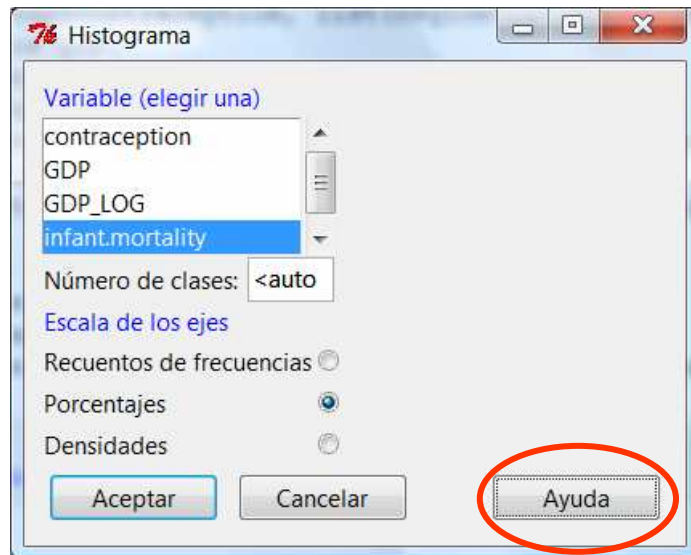 Histograma
Variable (elegir una)
contraception
GDP
GDP_LOG
infant.mortality
Número de clases: <auto
Escala de los ejes
Recuentos de frecuencias
Porcentajes
Densidades
Aceptar Cancelar Ayuda